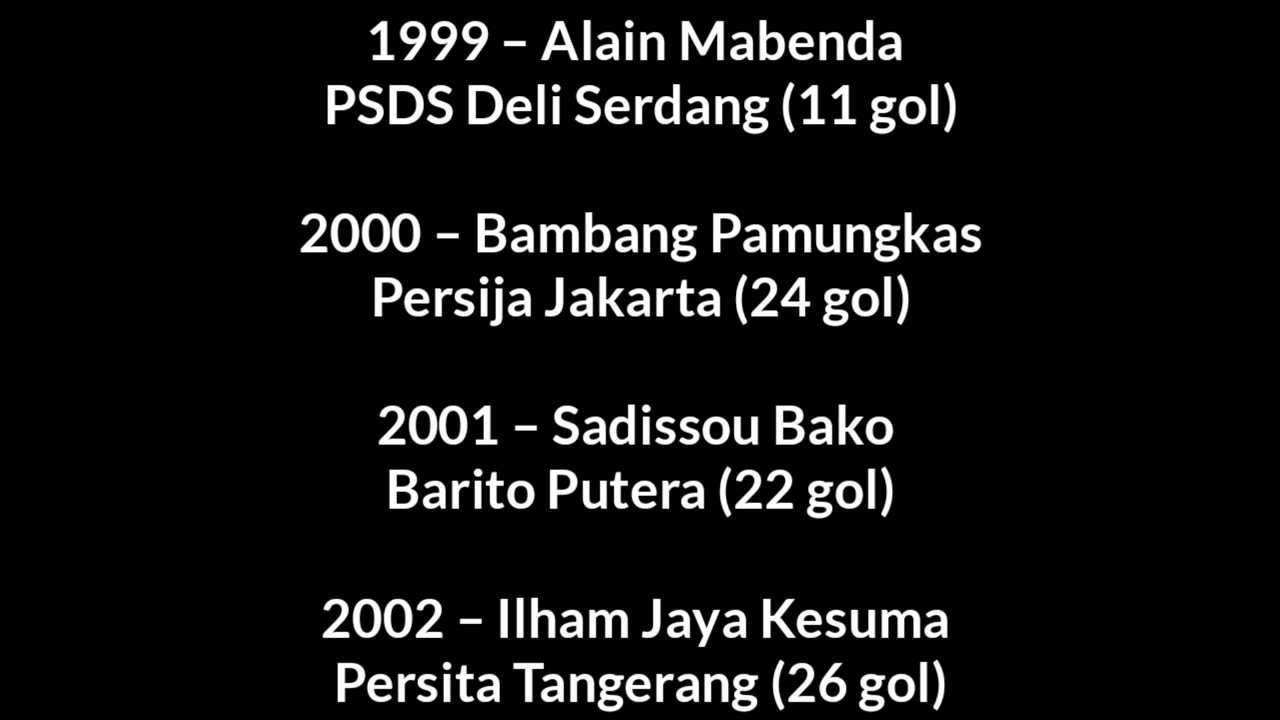 1999 – Alain Mabenda
PSDS Deli Serdang (11 gol)
2000 – Bambang Pamungkas
Persija Jakarta (24 gol)
2001 – Sadissou Bako
Barito Putera (22 gol)
2002 – Ilham Jaya Kesuma
Persita Tangerang (26 gol)